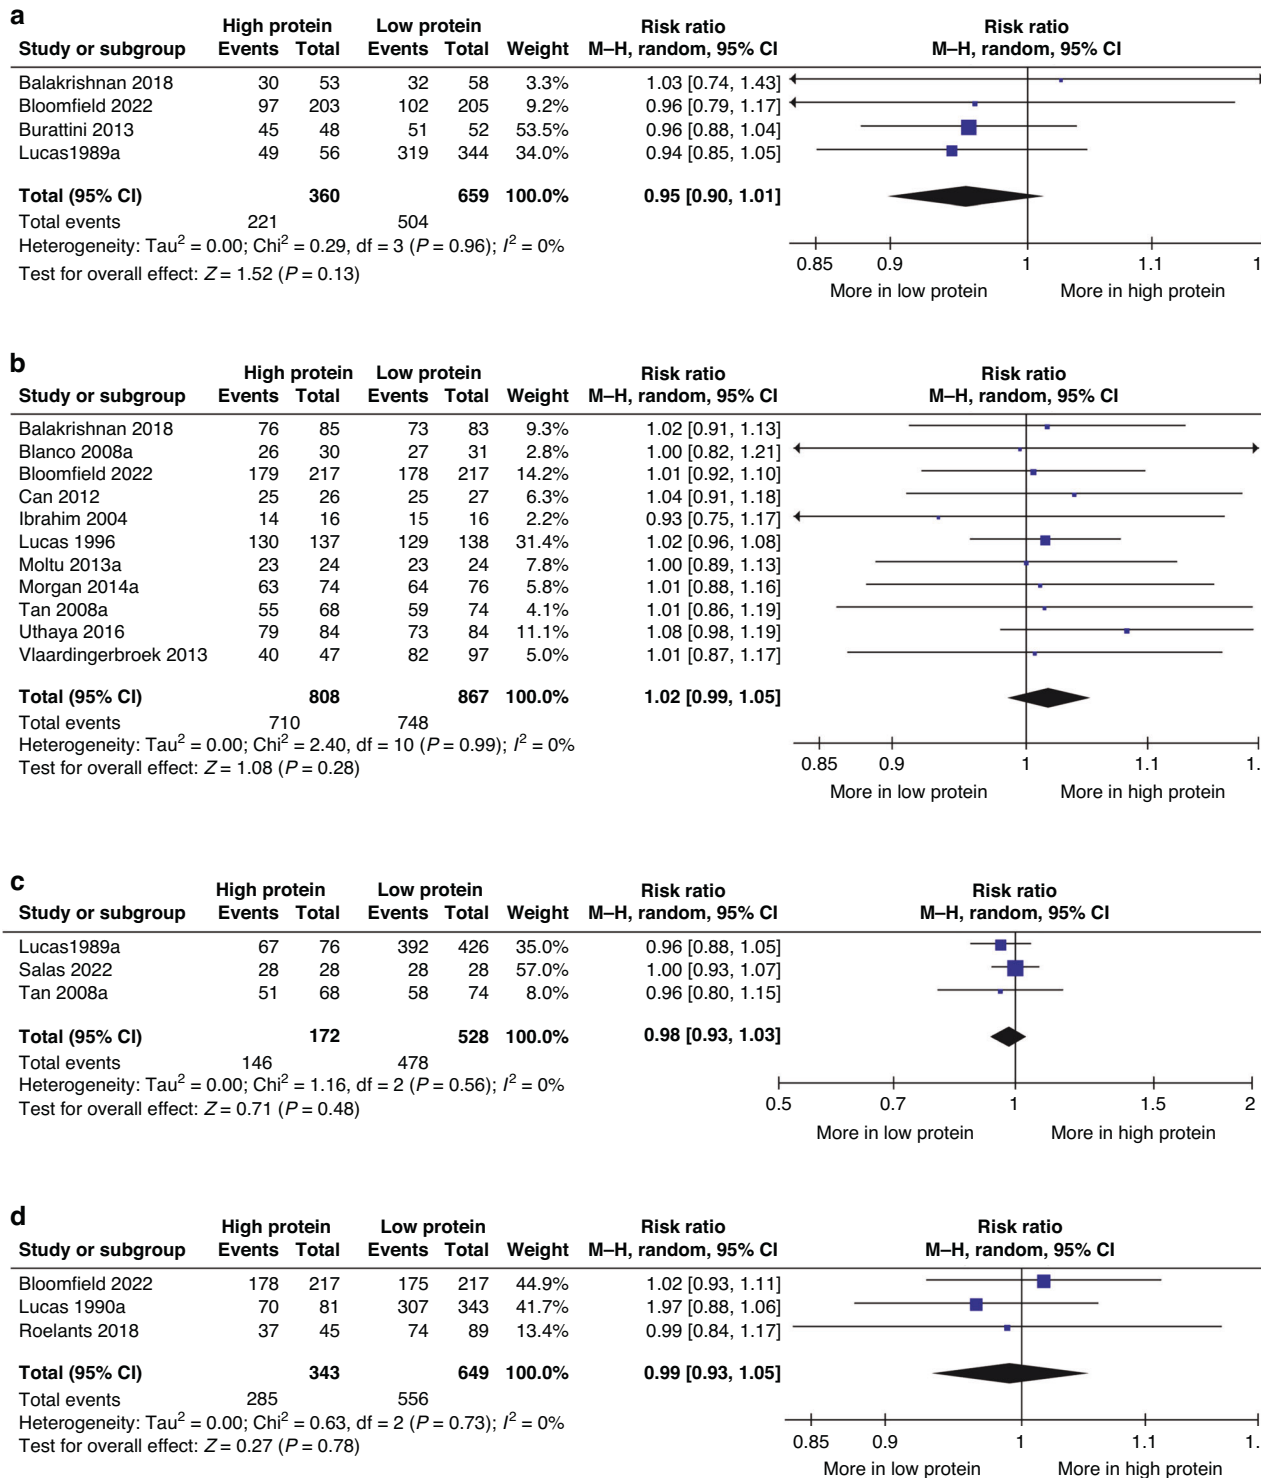 a
High protein Low protein Risk ratio Risk ratio
Study or subgroup Events Total Events Total Weight M–H, random, 95% CI M–H, random, 95% CI
Balakrishnan 2018 30 53 32 58 3.3% 1.03 [0.74, 1.43]
Bloomfield 2022 97 203 102 205 9.2% 0.96 [0.79, 1.17]
Burattini 2013 45 48 51 52 53.5% 0.96 [0.88, 1.04]
Lucas1989a 49 56 319 344 34.0% 0.94 [0.85, 1.05]
Total (95% CI) 360 659 100.0% 0.95 [0.90, 1.01]
Total events 221 504
Heterogeneity: Tau² = 0.00; Chi² = 0.29, df = 3 (P = 0.96); I² = 0%
Test for overall effect: Z = 1.52 (P = 0.13)
0.85 0.9 1 1.1 1
More in low protein More in high protein
b
High protein Low protein Risk ratio Risk ratio
Study or subgroup Events Total Events Total Weight M–H, random, 95% CI M–H, random, 95% CI
Balakrishnan 2018 76 85 73 83 9.3% 1.02 [0.91, 1.13]
Blanco 2008a 26 30 27 31 2.8% 1.00 [0.82, 1.21]
Bloomfield 2022 179 217 178 217 14.2% 1.01 [0.92, 1.10]
Can 2012 25 26 25 27 6.3% 1.04 [0.91, 1.18]
Ibrahim 2004 14 16 15 16 2.2% 0.93 [0.75, 1.17]
Lucas 1996 130 137 129 138 31.4% 1.02 [0.96, 1.08]
Moltu 2013a 23 24 23 24 7.8% 1.00 [0.89, 1.13]
Morgan 2014a 63 74 64 76 5.8% 1.01 [0.88, 1.16]
Tan 2008a 55 68 59 74 4.1% 1.01 [0.86, 1.19]
Uthaya 2016 79 84 73 84 11.1% 1.08 [0.98, 1.19]
Vlaardingerbroek 2013 40 47 82 97 5.0% 1.01 [0.87, 1.17]
Total (95% CI) 808 867 100.0% 1.02 [0.99, 1.05]
Total events 710 748
Heterogeneity: Tau² = 0.00; Chi² = 2.40, df = 10 (P = 0.99); I² = 0%
Test for overall effect: Z = 1.08 (P = 0.28)
0.85 0.9 1 1.1 1.
More in low protein More in high protein
c
High protein Low protein Risk ratio Risk ratio
Study or subgroup Events Total Events Total Weight M–H, random, 95% CI M–H, random, 95% CI
Lucas1989a 67 76 392 426 35.0% 0.96 [0.88, 1.05]
Salas 2022 28 28 28 28 57.0% 1.00 [0.93, 1.07]
Tan 2008a 51 68 58 74 8.0% 0.96 [0.80, 1.15]
Total (95% CI) 172 528 100.0% 0.98 [0.93, 1.03]
Total events 146 478
Heterogeneity: Tau² = 0.00; Chi² = 1.16, df = 2 (P = 0.56); I² = 0%
Test for overall effect: Z = 0.71 (P = 0.48)
0.5 0.7 1 1.5 2
More in low protein More in high protein
d
High protein Low protein Risk ratio Risk ratio
Study or subgroup Events Total Events Total Weight M–H, random, 95% CI M–H, random, 95% CI
Bloomfield 2022 178 217 175 217 44.9% 1.02 [0.93, 1.11]
Lucas 1990a 70 81 307 343 41.7% 1.97 [0.88, 1.06]
Roelants 2018 37 45 74 89 13.4% 0.99 [0.84, 1.17]
Total (95% CI) 343 649 100.0% 0.99 [0.93, 1.05]
Total events 285 556
Heterogeneity: Tau² = 0.00; Chi² = 0.63, df = 2 (P = 0.73); I² = 0%
Test for overall effect: Z = 0.27 (P = 0.78)
0.85 0.9 1 1.1 1.
More in low protein More in high protein